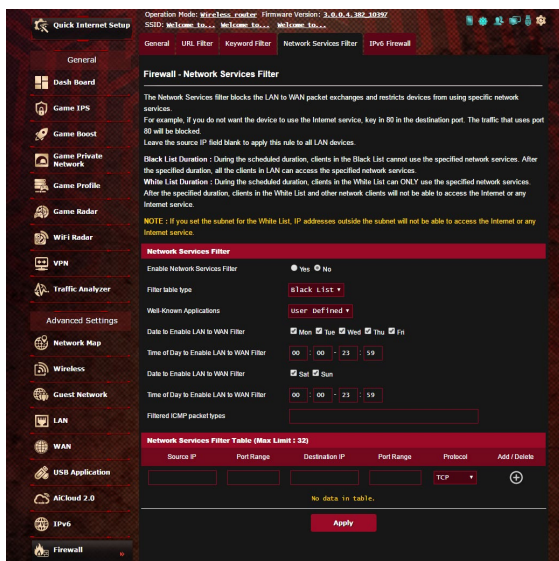 Quick Internet Setup
Operation Mode: Wireless router Firmware Version: 3.0.0.4.382_10397
SSID: Welcome to... Welcome to... Welcome to...
General URL Filter Keyword Filter Network Services Filter IPv6 Firewall
General
Dash Board
Game IPS
Game Boost
Game Private
Network
Game Profile
Game Radar
WiFi Radar
VPN
Traffic Analyzer
Advanced Settings
Network Map
Wireless
Guest Network
LAN
WAN
USB Application
AiCloud 2.0
IPv6
Firewall »
Firewall - Network Services Filter
The Network Services filter blocks the LAN to WAN packet exchanges and restricts devices from using specific network
services.
For example, if you do not want the device to use the Internet service, key in 80 in the destination port. The traffic that uses port
80 will be blocked.
Leave the source IP field blank to apply this rule to all LAN devices.
Black List Duration : During the scheduled duration, clients in the Black List cannot use the specified network services. After
the specified duration, all the clients in LAN can access the specified network services.
White List Duration : During the scheduled duration, clients in the White List can ONLY use the specified network services.
After the specified duration, clients in the White List and other network clients will not be able to access the Internet or any
Internet service.
NOTE : If you set the subnet for the White List, IP addresses outside the subnet will not be able to access the Internet or any
Internet service.
Network Services Filter
Enable Network Services Filter Yes No
Filter table type Black List
Well-Known Applications User Defined
Date to Enable LAN to WAN Filter Mon Tue Wed Thu Fri
Time of Day to Enable LAN to WAN Filter 00 : 00 - 23 : 59
Date to Enable LAN to WAN Filter Sat Sun
Time of Day to Enable LAN to WAN Filter 00 : 00 - 23 : 59
Filtered ICMP packet types
Network Services Filter Table (Max Limit : 32)
Source IP Port Range Destination IP Port Range Protocol Add / Delete
TCP
No data in table.
Apply